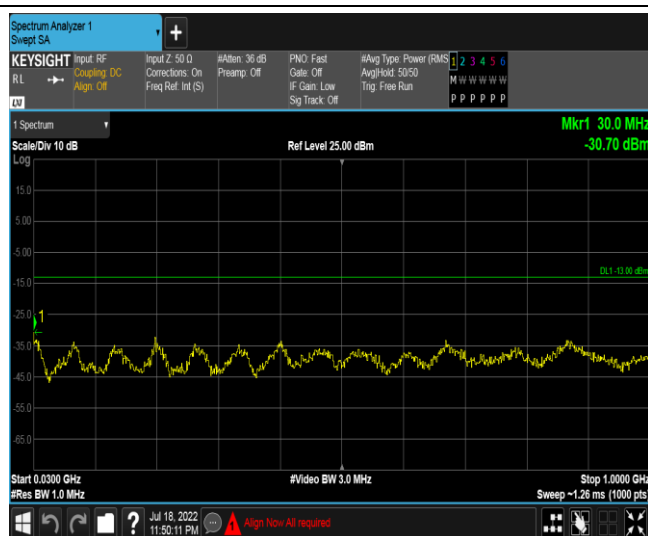 Spectrum Analyzer 1
Swept SA
+
KEYSIGHT
RL
LXI
Input: RF
Coupling: DC
Align: Off
Input Z: 50 Ω
Corrections: On
Freq Ref: Int (S)
#Atten: 36 dB
Preamp: Off
PNO: Fast
Gate: Off
IF Gain: Low
Sig Track: Off
#Avg Type: Power (RMS
Avg|Hold: 50/50
Trig: Free Run
1 2 3 4 5 6
M W W W W W
P P P P P P
1 Spectrum
Mkr1 30.0 MHz
Scale/Div 10 dB
Ref Level 25.00 dBm
-30.70 dBm
Log
15.0
5.00
-5.00
DL1 -13.00 dBm
-15.0
-25.0
1
-35.0
-45.0
-55.0
-65.0
Start 0.0300 GHz
#Video BW 3.0 MHz
Stop 1.0000 GHz
#Res BW 1.0 MHz
Sweep ~1.26 ms (1000 pts)
?
Jul 18, 2022
11:50:11 PM
1
Align Now All required